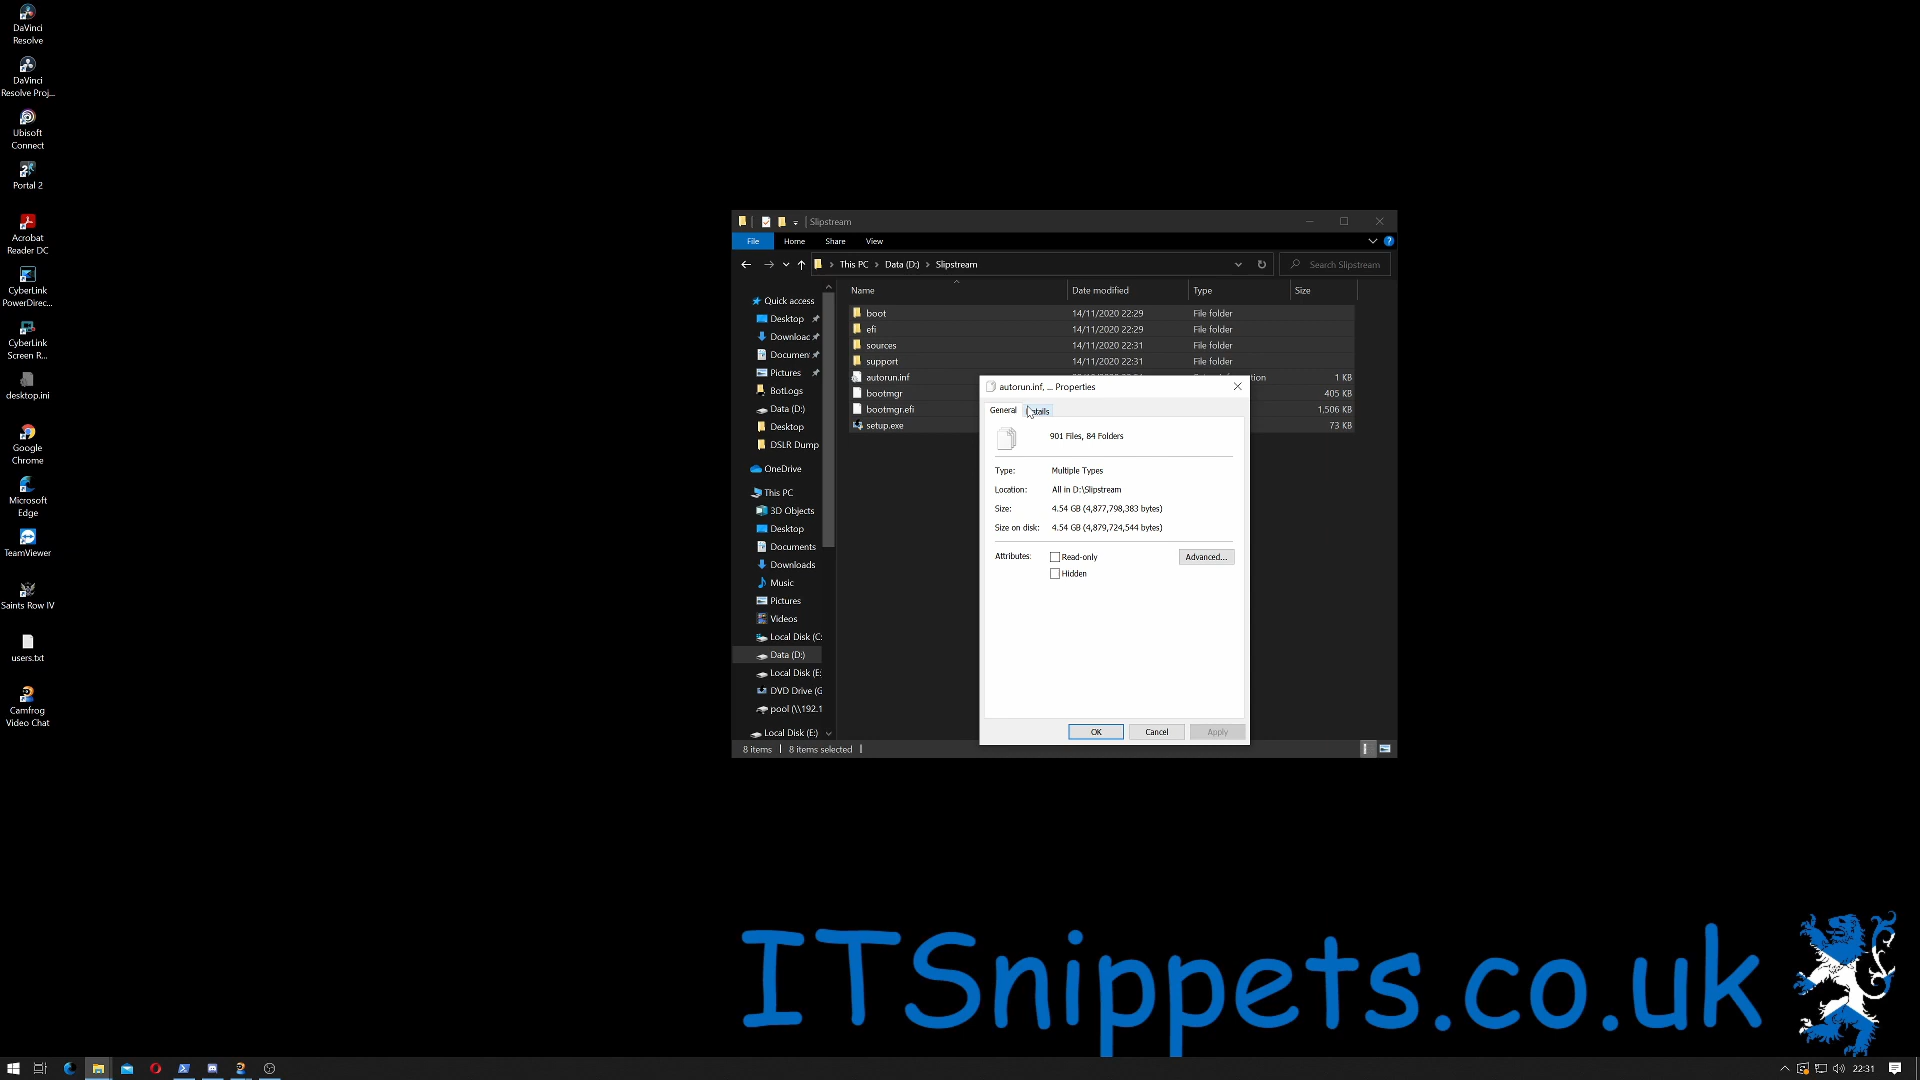 DaVinci
Resolve
DaVinci
Resolve Proj...
Ubisoft
Connect
Portal 2
Acrobat
Reader DC
CyberLink
PowerDirec...
CyberLink
Screen R...
desktop.ini
Google
Chrome
Microsoft
Edge
TeamViewer
Saints Row IV
users.txt
Camfrog
Video Chat
Slipstream
File Home Share View
This PC Data (D:) Slipstream Search Slipstream
Name Date modified Type Size
Quick access
Desktop
Downloac
Documen
Pictures
BotLogs
Data (D:)
Desktop
DSLR Dump
OneDrive
This PC
3D Objects
Desktop
Documents
Downloads
Music
Pictures
Videos
Local Disk (C:
Data (D:)
Local Disk (E:
DVD Drive (G
pool (\\192.1
Local Disk (E:)
boot 14/11/2020 22:29 File folder
efi 14/11/2020 22:29 File folder
sources 14/11/2020 22:31 File folder
support 14/11/2020 22:31 File folder
autorun.inf 1 KB
bootmgr 405 KB
bootmgr.efi 1,506 KB
setup.exe 73 KB
8 items 8 items selected
autorun.inf, ... Properties
General
901 Files, 84 Folders
Type: Multiple Types
Location: All in D:\Slipstream
Size: 4.54 GB (4,877,798,383 bytes)
Size on disk: 4.54 GB (4,879,724,544 bytes)
Attributes: Read-only Advanced...
Hidden
OK Cancel Apply
ITSnippets.co.uk
22:31